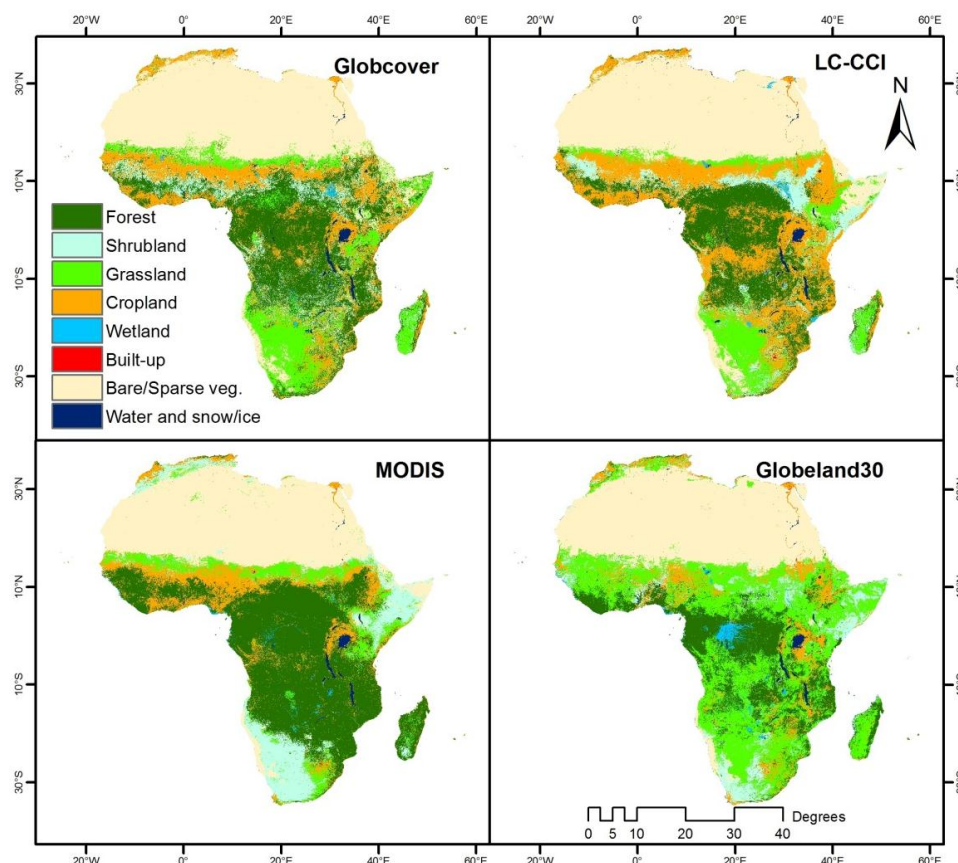 20°W 0° 20°E 40°E 60°E 20°W 0° 20°E 40°E 60°E
Globcover
LC-CCI
N
30°N
10°N
10°S
30°S
Forest
Shrubland
Grassland
Cropland
Wetland
Built-up
Bare/Sparse veg.
Water and snow/ice
MODIS
Globeland30
30°N
10°N
10°S
30°S
Degrees
0 5 10 20 30 40
20°W 0° 20°E 40°E 60°E 20°W 0° 20°E 40°E 60°E